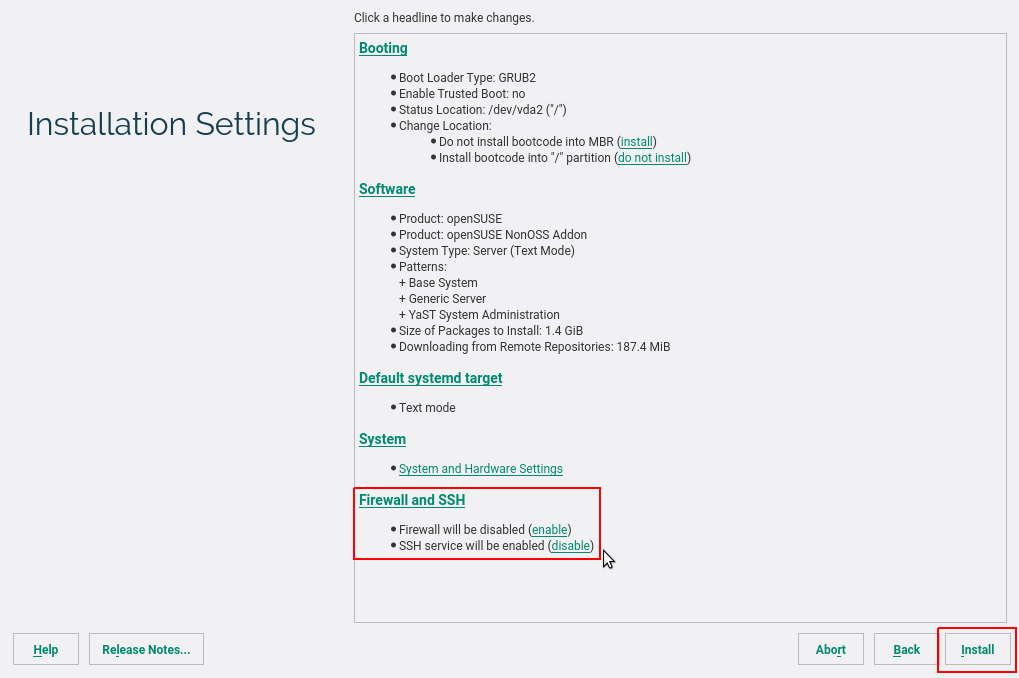 Click a headline to make changes.
Installation Settings
Booting
• Boot Loader Type: GRUB2
• Enable Trusted Boot: no
• Status Location: /dev/vda2 ("/")
• Change Location:
• Do not install bootcode into MBR (install)
• Install bootcode into "/" partition (do not install)
Software
• Product: openSUSE
• Product: openSUSE NonOSS Addon
• System Type: Server (Text Mode)
• Patterns:
+ Base System
+ Generic Server
+ YaST System Administration
• Size of Packages to Install: 1.4 GiB
• Downloading from Remote Repositories: 187.4 MiB
Default systemd target
• Text mode
System
• System and Hardware Settings
Firewall and SSH
• Firewall will be disabled (enable)
• SSH service will be enabled (disable)
Help Release Notes... Abort Back Install